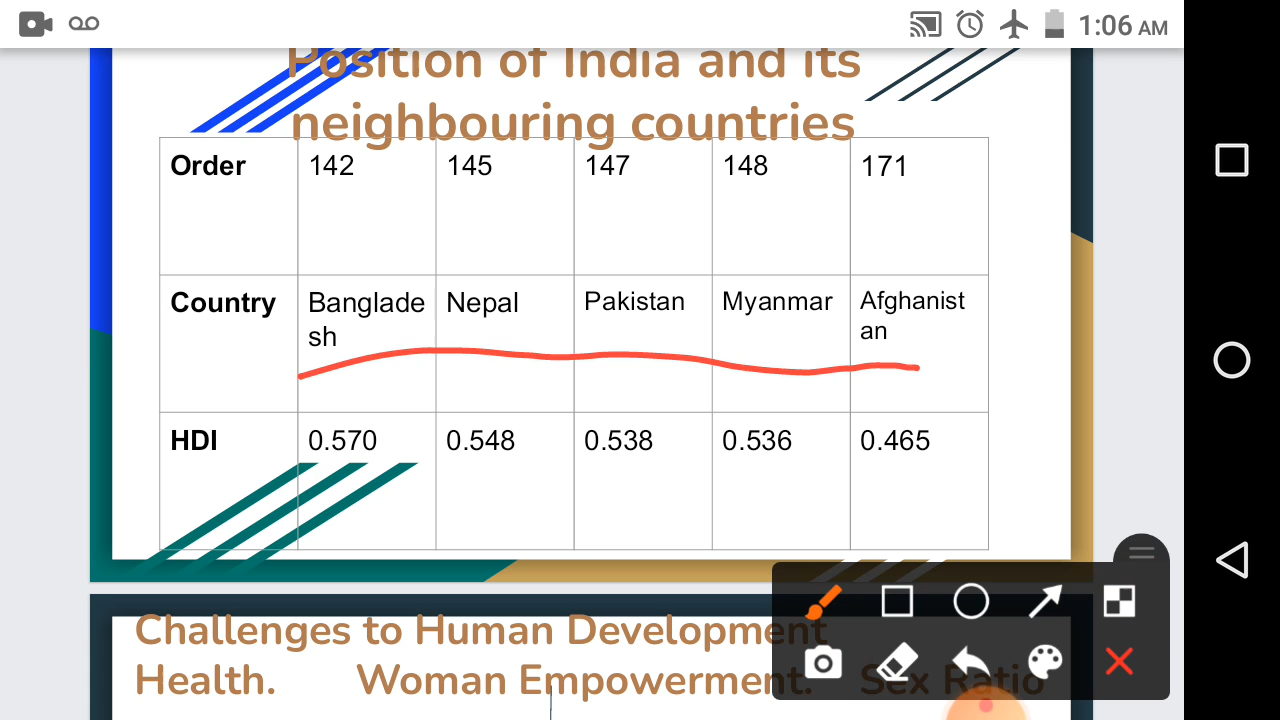 1:06 AM
Position of India and its
neighbouring countries
Order 142 145 147 148 171
Country Banglade Nepal Pakistan Myanmar Afghanist
sh an
HDI 0.570 0.548 0.538 0.536 0.465
Challenges to Human Development
Health. Woman Empowerment. Sex Ratio